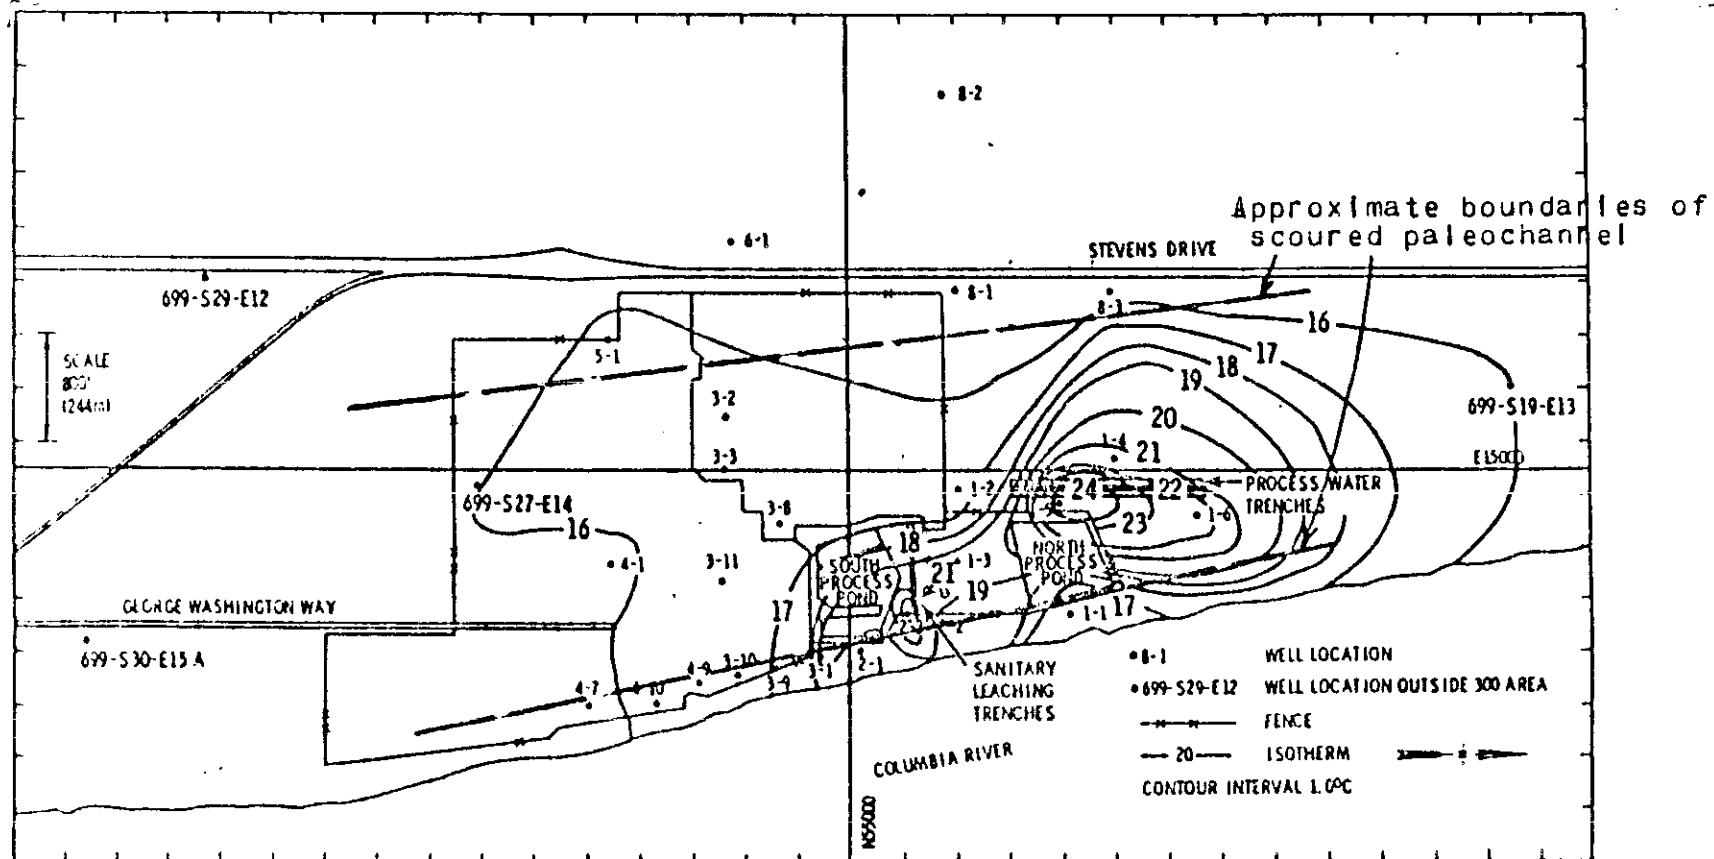 8-2
Approximate boundaries of
scoured paleochannel
6-1
STEVENS DRIVE
699-S29-E12
8-1
8-3
16
SCALE
800'
(244m)
5-1
17
18
19
3-2
699-S19-E13
20
1-4
21
3-3
E15000
699-S27-E14
1-2
24
22
PROCESS WATER
TRENCHES
16
3-8
23
1-6
18
NORTH
PROCESS
POND
SOUTH
PROCESS
POND
4-1
3-11
1-3
21
19
GEORGE WASHINGTON WAY
17
1-1
17
699-S30-E15 A
SANITARY
LEACHING
TRENCHES
4-7
4-10
4-9
3-10
3-9
3-1
2-1
8-1 WELL LOCATION
699-S29-E12 WELL LOCATION OUTSIDE 300 AREA
FENCE
20 ISOTHERM
CONTOUR INTERVAL 1.0°C
COLUMBIA RIVER
N55000